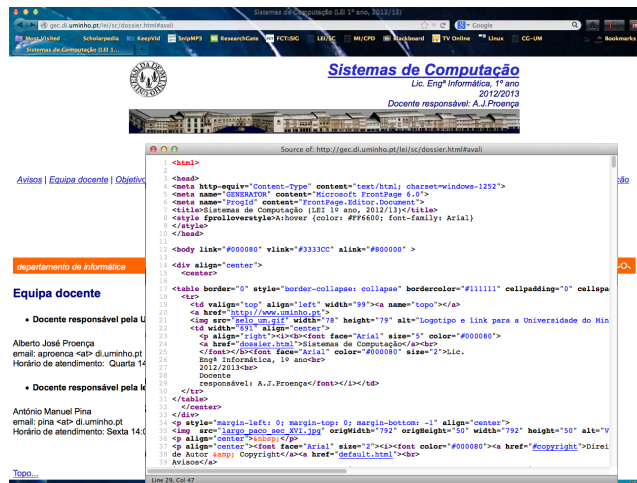 Sistemas de Computação (LEI 1º ano, 2012/13)
gec.di.uminho.pt/lei/sc/dossier.html#avali
Google
Most Visited Scholarpedia KeepVid SnipMP3 ResearchGate FCT:SIG LEI/SC MI/CPD Blackboard TV Online Linux CG-UM Bookmarks
Sistemas de Computação (LEI 1...
Sistemas de Computação
Lic. Engª Informática, 1º ano
2012/2013
Docente responsável: A.J.Proença
Avisos | Equipa docente | Objetivo
ção
departamento de informática
Equipa docente
Docente responsável pela U
Alberto José Proença
email: aproenca <at> di.uminho.pt
Horário de atendimento: Quarta 14
Docente responsável pela le
António Manuel Pina
email: pina <at> di.uminho.pt
Horário de atendimento: Sexta 14:0
Topo...
Source of: http://gec.di.uminho.pt/lei/sc/dossier.html#avali
1 <html>
2
3 <head>
4 <meta http-equiv="Content-Type" content="text/html; charset=windows-1252">
5 <meta name="GENERATOR" content="Microsoft FrontPage 6.0">
6 <meta name="ProgId" content="FrontPage.Editor.Document">
7 <title>Sistemas de Computação (LEI 1º ano, 2012/13)</title>
8 <style fprolloverstyle>A:hover {color: #FF6600; font-family: Arial}
9 </style>
10 </head>
11
12 <body link="#000080" vlink="#3333CC" alink="#800000" >
13
14 <div align="center">
15 <center>
16
17 <table border="0" style="border-collapse: collapse" bordercolor="#111111" cellpadding="0" cellspa
18 <tr>
19 <td valign="top" align="left" width="99"><a name="topo"></a>
20 <a href="http://www.uminho.pt">
21 <img src="selo_um.gif" width="78" height="79" alt="Logotipo e link para a Universidade do Min
22 <td width="691" align="center">
23 <p align="right"><i><b><font face="Arial" size="5" color="#000080">
24 <a href="dossier.html">Sistemas de Computação</a><br>
25 </font></b><font face="Arial" color="#000080" size="2">Lic.
26 Engª Informática, 1º ano<br>
27 2012/2013<br>
28 Docente
29 responsável: A.J.Proença</font></i></td>
30 </tr>
31 </table>
32 </center>
33 </div>
34 <p style="margin-left: 0; margin-top: 0; margin-bottom: -1" align="center">
35 <img src="largo_paco_sec_XVI.jpg" origWidth="792" origHeight="50" width="792" height="50" alt="V
36 <p align="center">&nbsp;</p>
37 <p align="center"><font face="Arial" size="2"><i><font color="#000080"><a href="#copyright">Direi
38 de Autor &amp; Copyright</a><a href="default.html"><br>
39 Avisos</a>
Line 29, Col 47